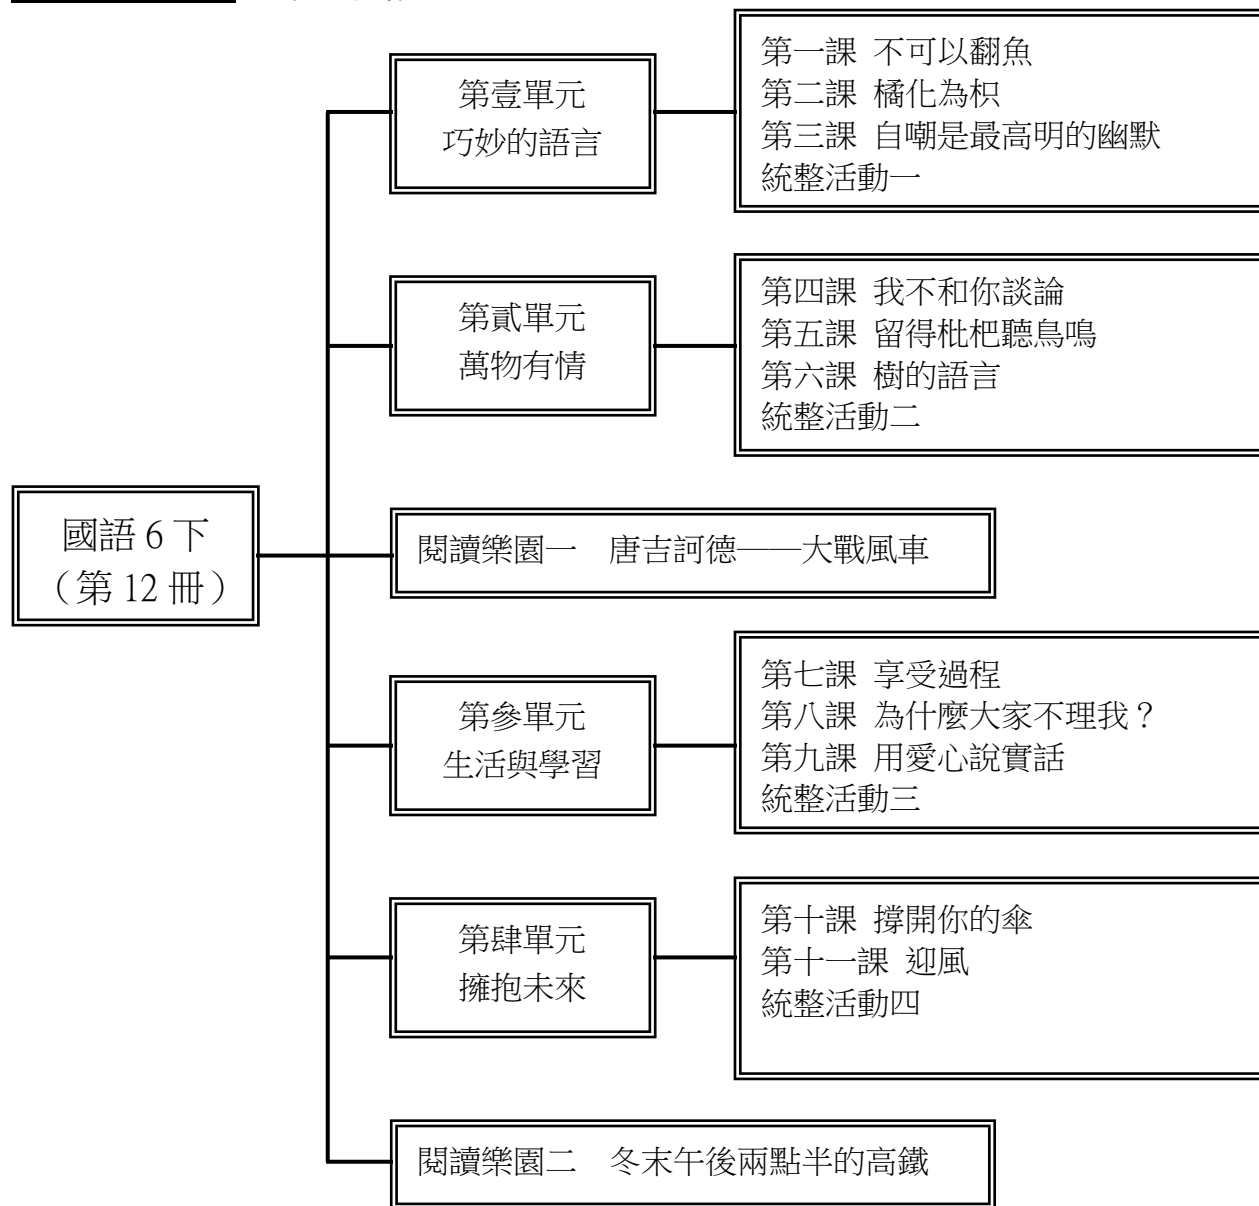 第壹單元
巧妙的語言
第一課 不可以翻魚
第二課 橘化為枳
第三課 自嘲是最高明的幽默
統整活動一
第貳單元
萬物有情
第四課 我不和你談論
第五課 留得枇杷聽鳥鳴
第六課 樹的語言
統整活動二
國語 6 下
（第 12 冊）
閱讀樂園一　唐吉訶德——大戰風車
第參單元
生活與學習
第七課 享受過程
第八課 為什麼大家不理我？
第九課 用愛心說實話
統整活動三
第肆單元
擁抱未來
第十課 撐開你的傘
第十一課 迎風
統整活動四
閱讀樂園二　冬末午後兩點半的高鐵